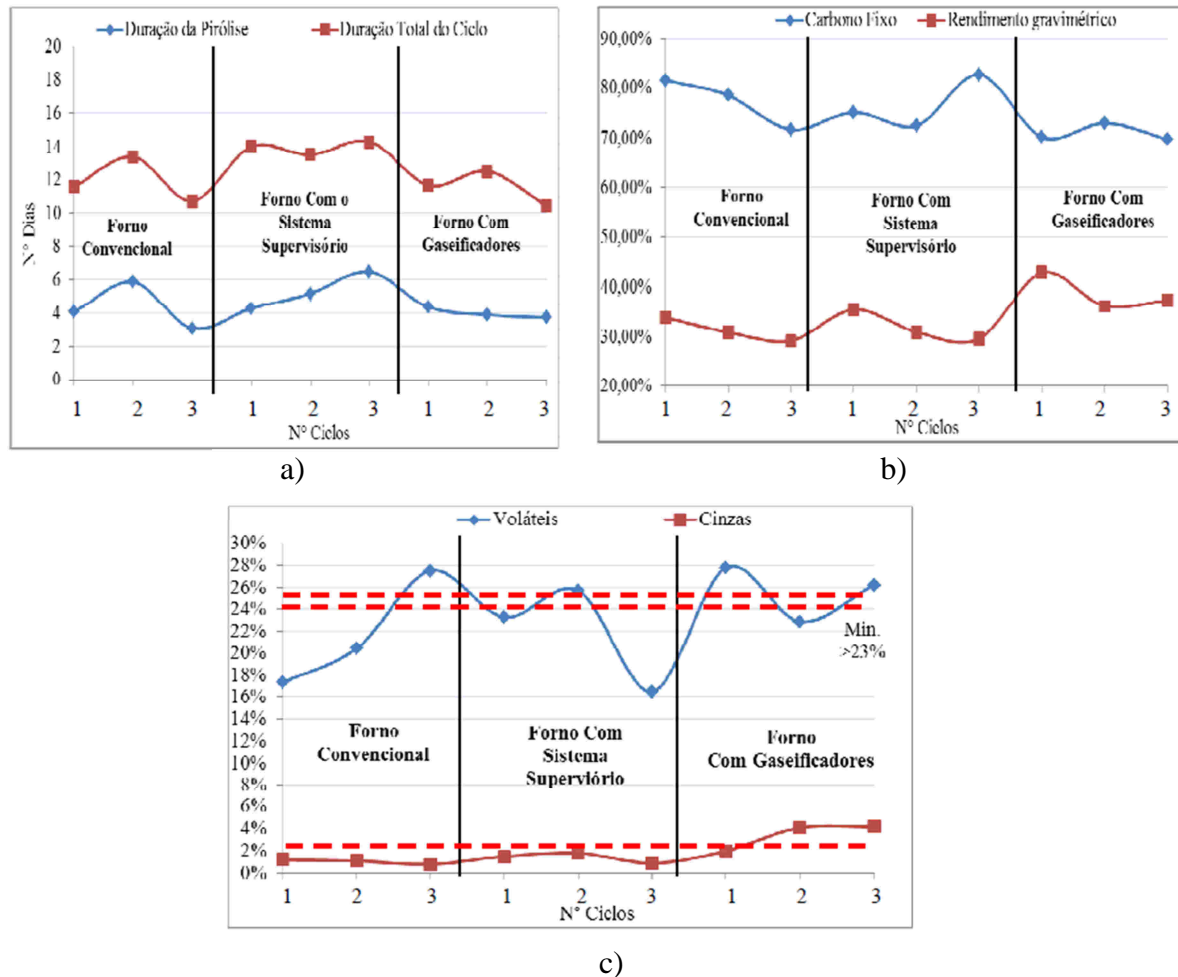 Duração da Pirólise Duração Total do Ciclo
20
18
16
14
12
10
8
6
4
2
0
N° Dias
Forno
Convencional
Forno Com o
Sistema
Supervisório
Forno Com
Gaseificadores
1 2 3 1 2 3 1 2 3
N° Ciclos
a)
Carbono Fixo Rendimento gravimétrico
90,00%
80,00%
70,00%
60,00%
50,00%
40,00%
30,00%
20,00%
Forno
Convencional
Forno Com
Sistema
Supervisório
Forno Com
Gaseificadores
1 2 3 1 2 3 1 2 3
N° Ciclos
b)
Voláteis Cinzas
30%
28%
26%
24%
22%
20%
18%
16%
14%
12%
10%
8%
6%
4%
2%
0%
Min.
>23%
Forno
Convencional
Forno Com
Sistema
Superviório
Forno
Com Gaseificadores
1 2 3 1 2 3 1 2 3
N° Ciclos
c)